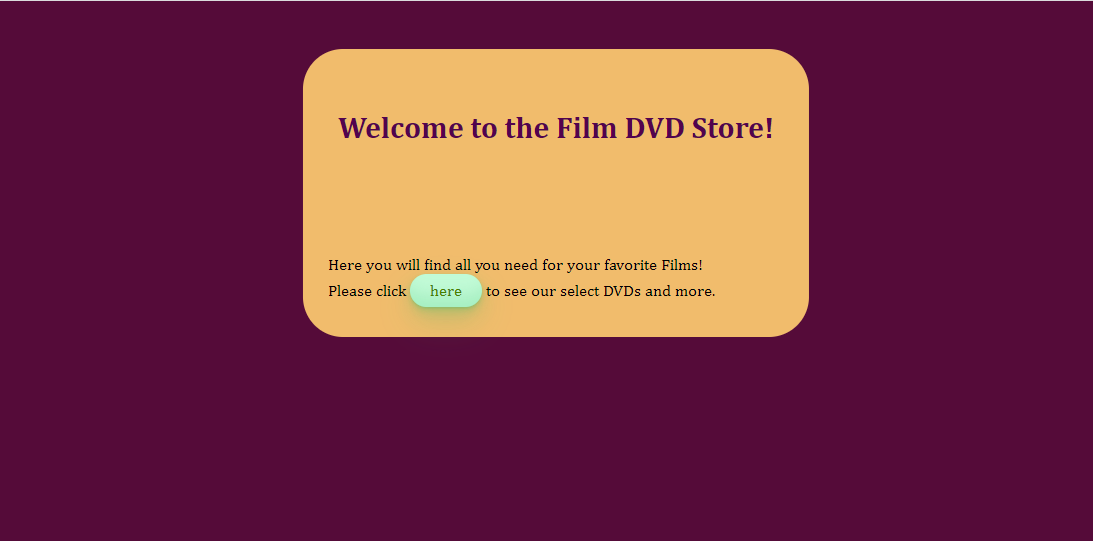 Welcome to the Film DVD Store!
Here you will find all you need for your favorite Films!
Please click here to see our select DVDs and more.